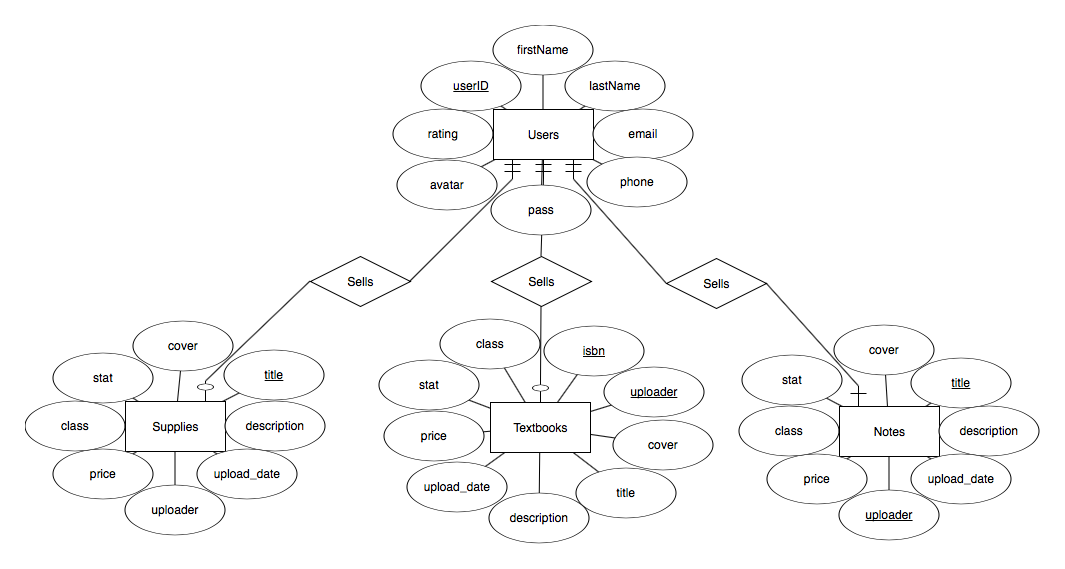 firstName
userID
lastName
rating
Users
email
avatar
phone
pass
Sells
Sells
Sells
cover
stat
title
class
Supplies
description
price
upload_date
uploader
class
isbn
stat
uploader
price
Textbooks
cover
upload_date
title
description
cover
stat
title
class
Notes
description
price
upload_date
uploader